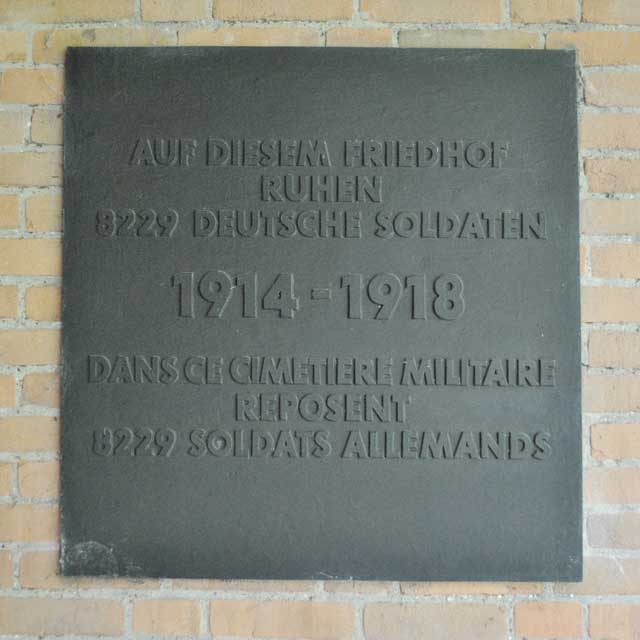 AUF DIESEM FRIEDHOF
RUHEN
8229 DEUTSCHE SOLDATEN
1914-1918
DANS CE CIMETIERE MILITAIRE
REPOSENT
8229 SOLDATS ALLEMANDS